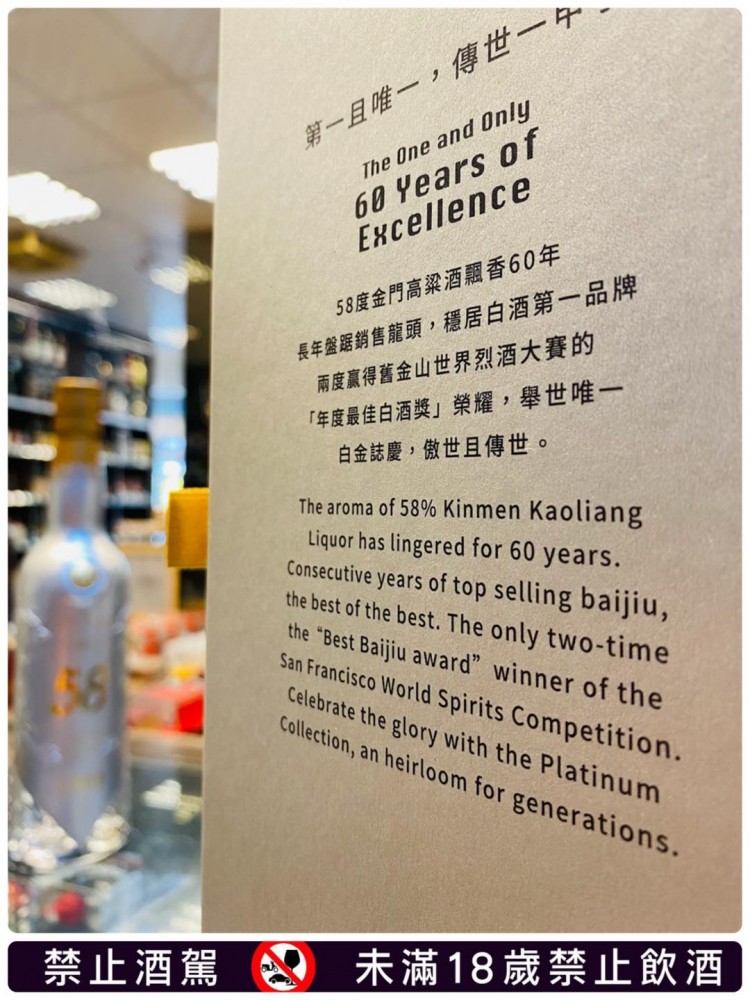 第一且唯一，傳世一甲子
The One and Only
60 Years of
Excellence
58度金門高粱酒飄香60年
長年盤踞銷售龍頭，穩居白酒第一品牌
兩度贏得舊金山世界烈酒大賽的
「年度最佳白酒獎」榮耀，舉世唯一
白金誌慶，傲世且傳世。
The aroma of 58% Kinmen Kaoliang
Liquor has lingered for 60 years.
Consecutive years of top selling baijiu,
the best of the best. The only two-time
the “Best Baijiu award” winner of the
San Francisco World Spirits Competition.
Celebrate the glory with the Platinum
Collection, an heirloom for generations.
58
禁止酒駕 未滿18歲禁止飲酒